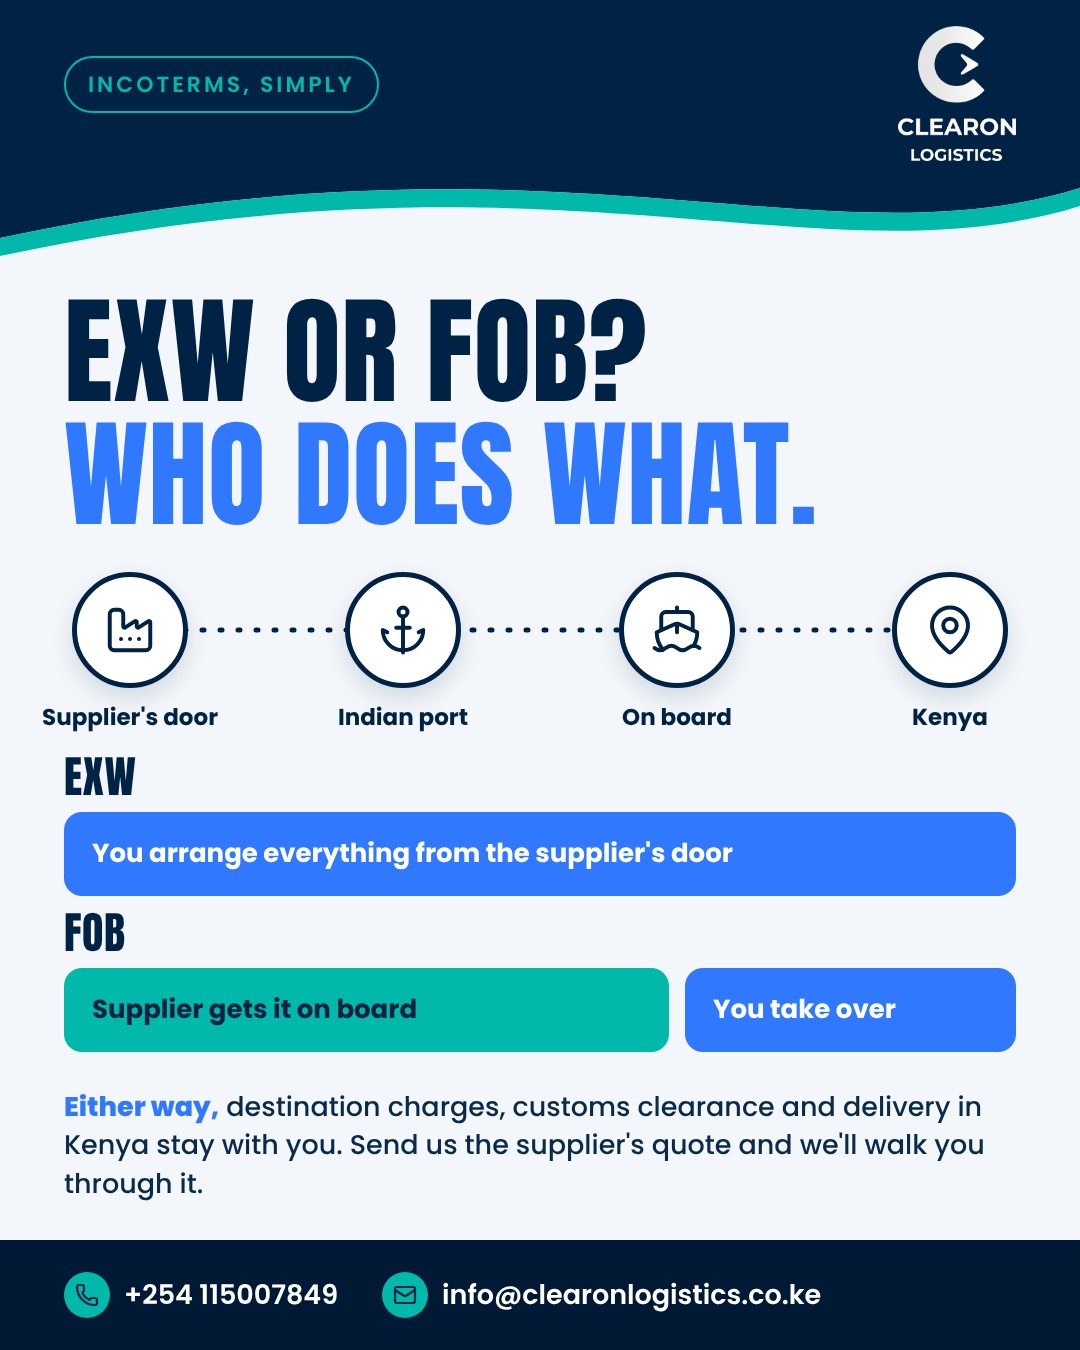 INCOTERMS, SIMPLY
CLEARON
LOGISTICS
EXW OR FOB?
WHO DOES WHAT.
Supplier's door
Indian port
On board
Kenya
EXW
You arrange everything from the supplier's door
FOB
Supplier gets it on board
You take over
Either way, destination charges, customs clearance and delivery in
Kenya stay with you. Send us the supplier's quote and we'll walk you
through it.
+254 115007849
info@clearonlogistics.co.ke